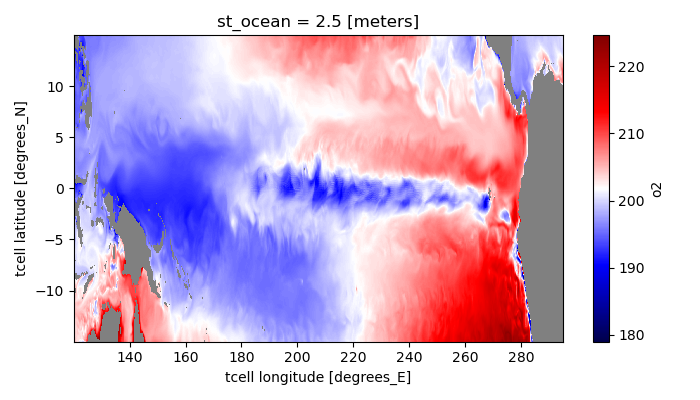 st_ocean = 2.5 [meters]
10
5
0
−5
−10
tcell latitude [degrees_N]
140 160 180 200 220 240 260 280
tcell longitude [degrees_E]
220
210
200
190
180
o2